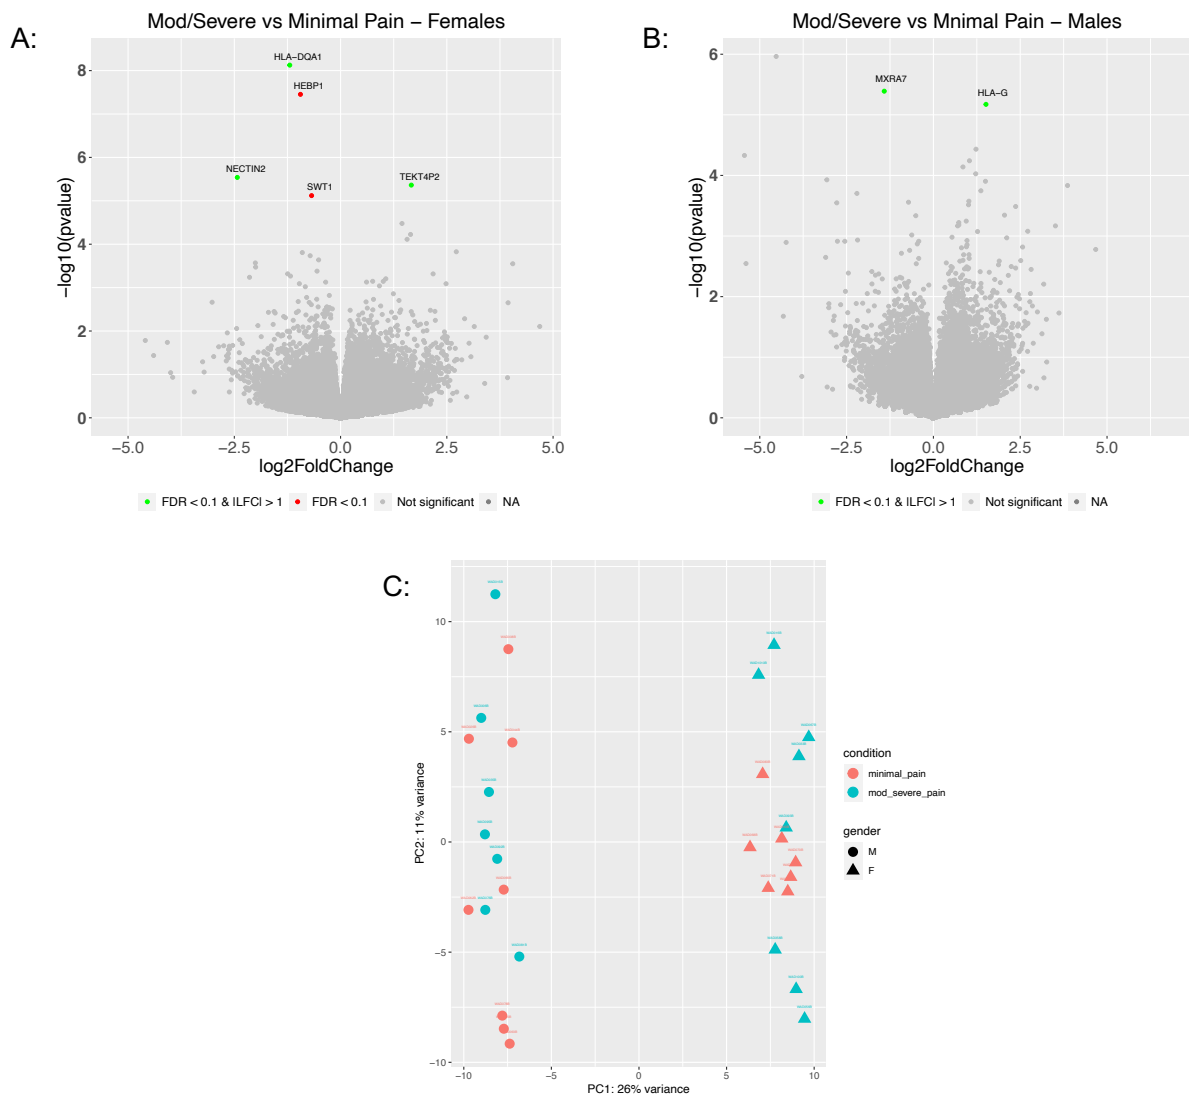 A:
Mod/Severe vs Minimal Pain – Females
HLA−DQA1
HEBP1
NECTIN2
TEKT4P2
SWT1
8
6
4
2
0
−log10(pvalue)
−5.0 −2.5 0.0 2.5 5.0
log2FoldChange
FDR < 0.1 & |LFC| > 1 FDR < 0.1 Not significant NA
B:
Mod/Severe vs Mnimal Pain – Males
MXRA7
HLA−G
6
4
2
0
−log10(pvalue)
−5.0 −2.5 0.0 2.5 5.0
log2FoldChange
FDR < 0.1 & |LFC| > 1 Not significant NA
C:
10
5
0
−5
−10
PC2: 11% variance
−10 −5 0 5 10
PC1: 26% variance
condition
minimal_pain
mod_severe_pain
gender
M
F